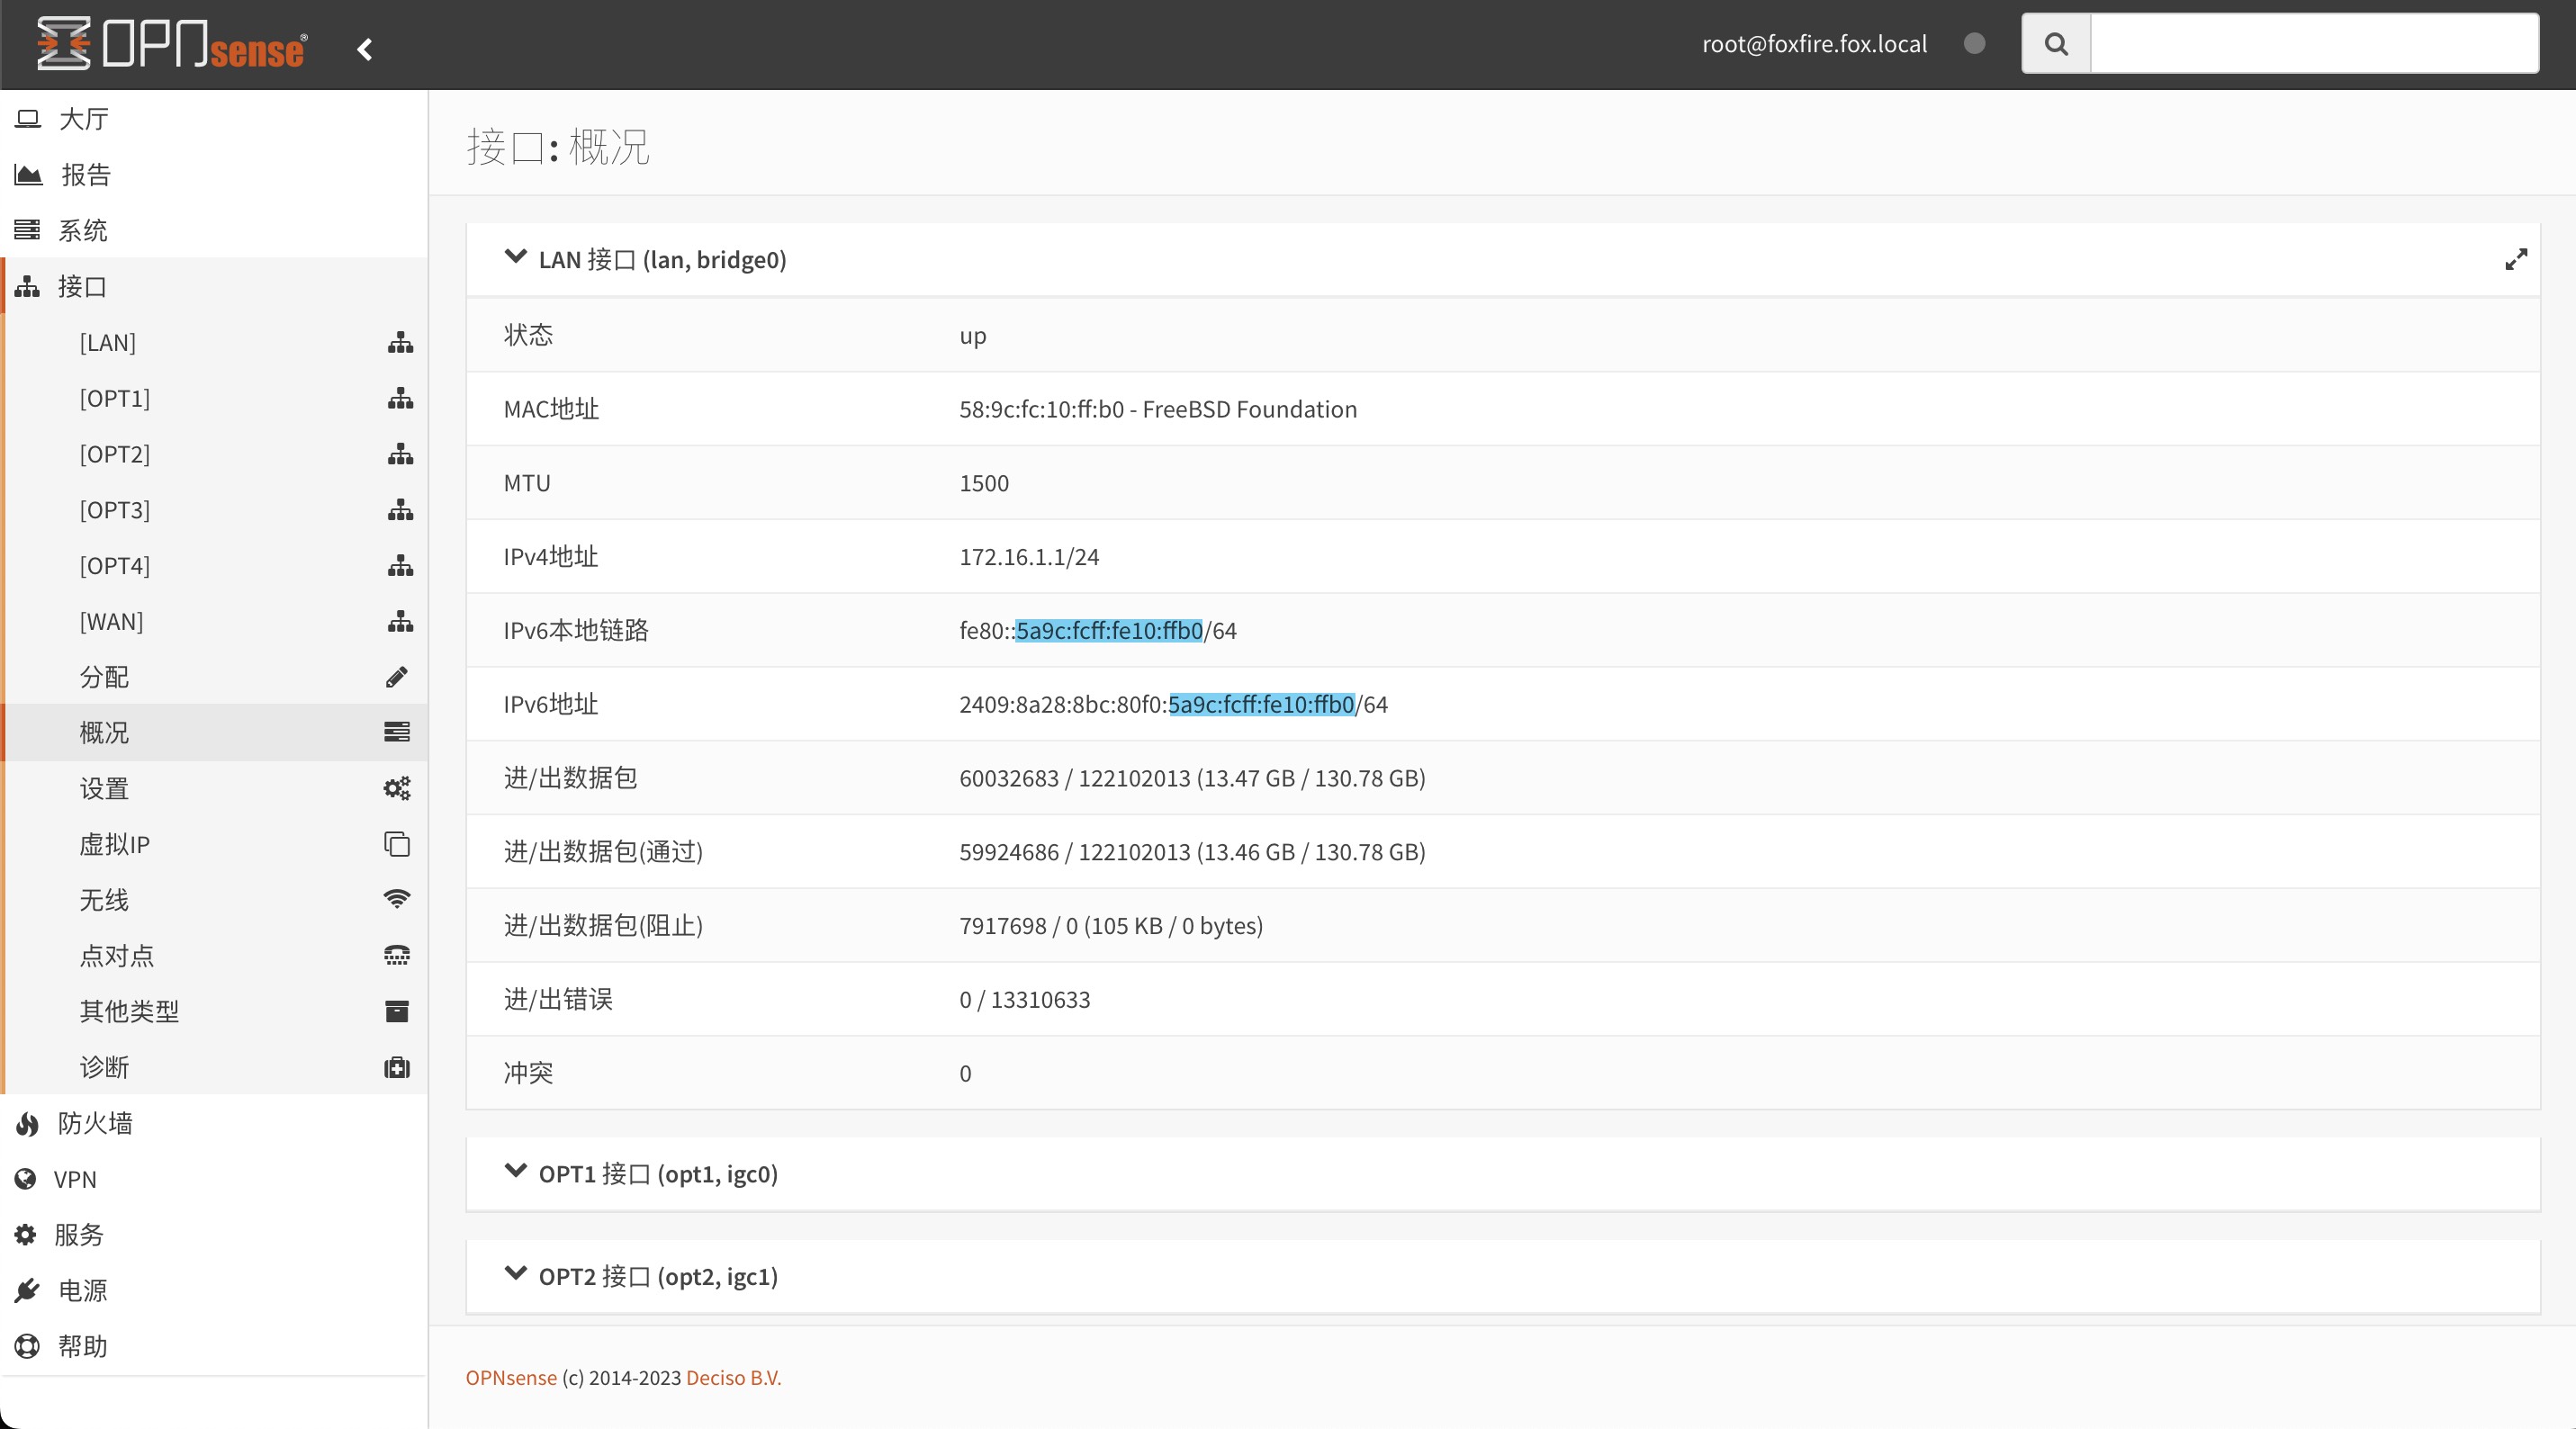 OPNsense®
root@foxfire.fox.local
大厅
报告
系统
接口
[LAN]
[OPT1]
[OPT2]
[OPT3]
[OPT4]
[WAN]
分配
概况
设置
虚拟IP
无线
点对点
其他类型
诊断
防火墙
VPN
服务
电源
帮助
接口: 概况
LAN 接口 (lan, bridge0)
状态 up
MAC地址 58:9c:fc:10:ff:b0 - FreeBSD Foundation
MTU 1500
IPv4地址 172.16.1.1/24
IPv6本地链路 fe80::5a9c:fcff:fe10:ffb0/64
IPv6地址 2409:8a28:8bc:80f0:5a9c:fcff:fe10:ffb0/64
进/出数据包 60032683 / 122102013 (13.47 GB / 130.78 GB)
进/出数据包(通过) 59924686 / 122102013 (13.46 GB / 130.78 GB)
进/出数据包(阻止) 7917698 / 0 (105 KB / 0 bytes)
进/出错误 0 / 13310633
冲突 0
OPT1 接口 (opt1, igc0)
OPT2 接口 (opt2, igc1)
OPNsense (c) 2014-2023 Deciso B.V.